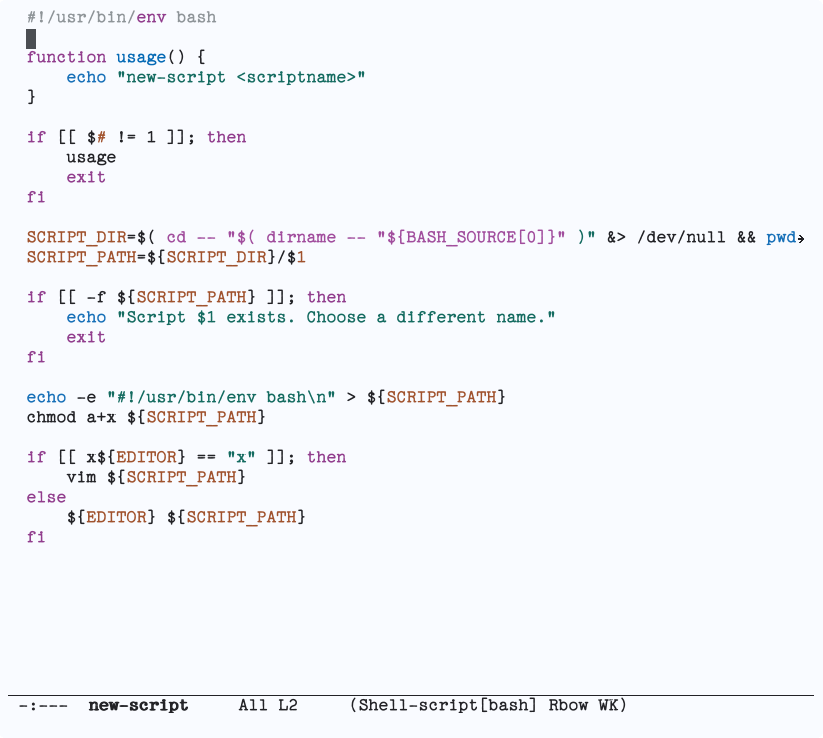 #!/usr/bin/env bash

function usage() {
    echo "new-script <scriptname>"
}

if [[ $# != 1 ]]; then
    usage
    exit
fi

SCRIPT_DIR=$( cd -- "$( dirname -- "${BASH_SOURCE[0]}" )" &> /dev/null && pwd→
SCRIPT_PATH=${SCRIPT_DIR}/$1

if [[ -f ${SCRIPT_PATH} ]]; then
    echo "Script $1 exists. Choose a different name."
    exit
fi

echo -e "#!/usr/bin/env bash\n" > ${SCRIPT_PATH}
chmod a+x ${SCRIPT_PATH}

if [[ x${EDITOR} == "x" ]]; then
    vim ${SCRIPT_PATH}
else
    ${EDITOR} ${SCRIPT_PATH}
fi

-:--- new-script All L2 (Shell-script[bash] Rbow WK)